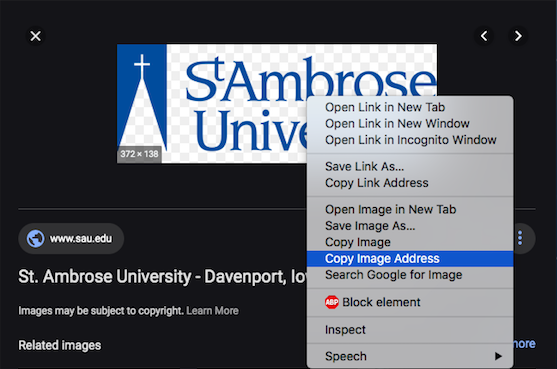 StAmbrose
Unive
372 × 138
Open Link in New Tab
Open Link in New Window
Open Link in Incognito Window
Save Link As...
Copy Link Address
Open Image in New Tab
Save Image As...
Copy Image
Copy Image Address
Search Google for Image
ABP Block element
Inspect
Speech
www.sau.edu
St. Ambrose University - Davenport, Iow
Images may be subject to copyright. Learn More
Related images
ore